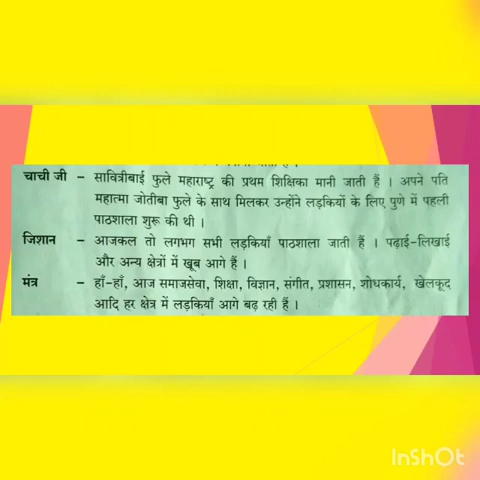 चाची जी – सावित्रीबाई फुले महाराष्ट्र की प्रथम शिक्षिका मानी जाती हैं । अपने पति
महात्मा जोतीबा फुले के साथ मिलकर उन्होंने लड़कियों के लिए पुणे में पहली
पाठशाला शुरू की थी ।
जिशान – आजकल तो लगभग सभी लड़कियाँ पाठशाला जाती हैं । पढ़ाई-लिखाई
और अन्य क्षेत्रों में खूब आगे हैं ।
मंत्र – हाँ-हाँ, आज समाजसेवा, शिक्षा, विज्ञान, संगीत, प्रशासन, शोधकार्य, खेलकूद
आदि हर क्षेत्र में लड़कियाँ आगे बढ़ रही हैं ।
InShOt